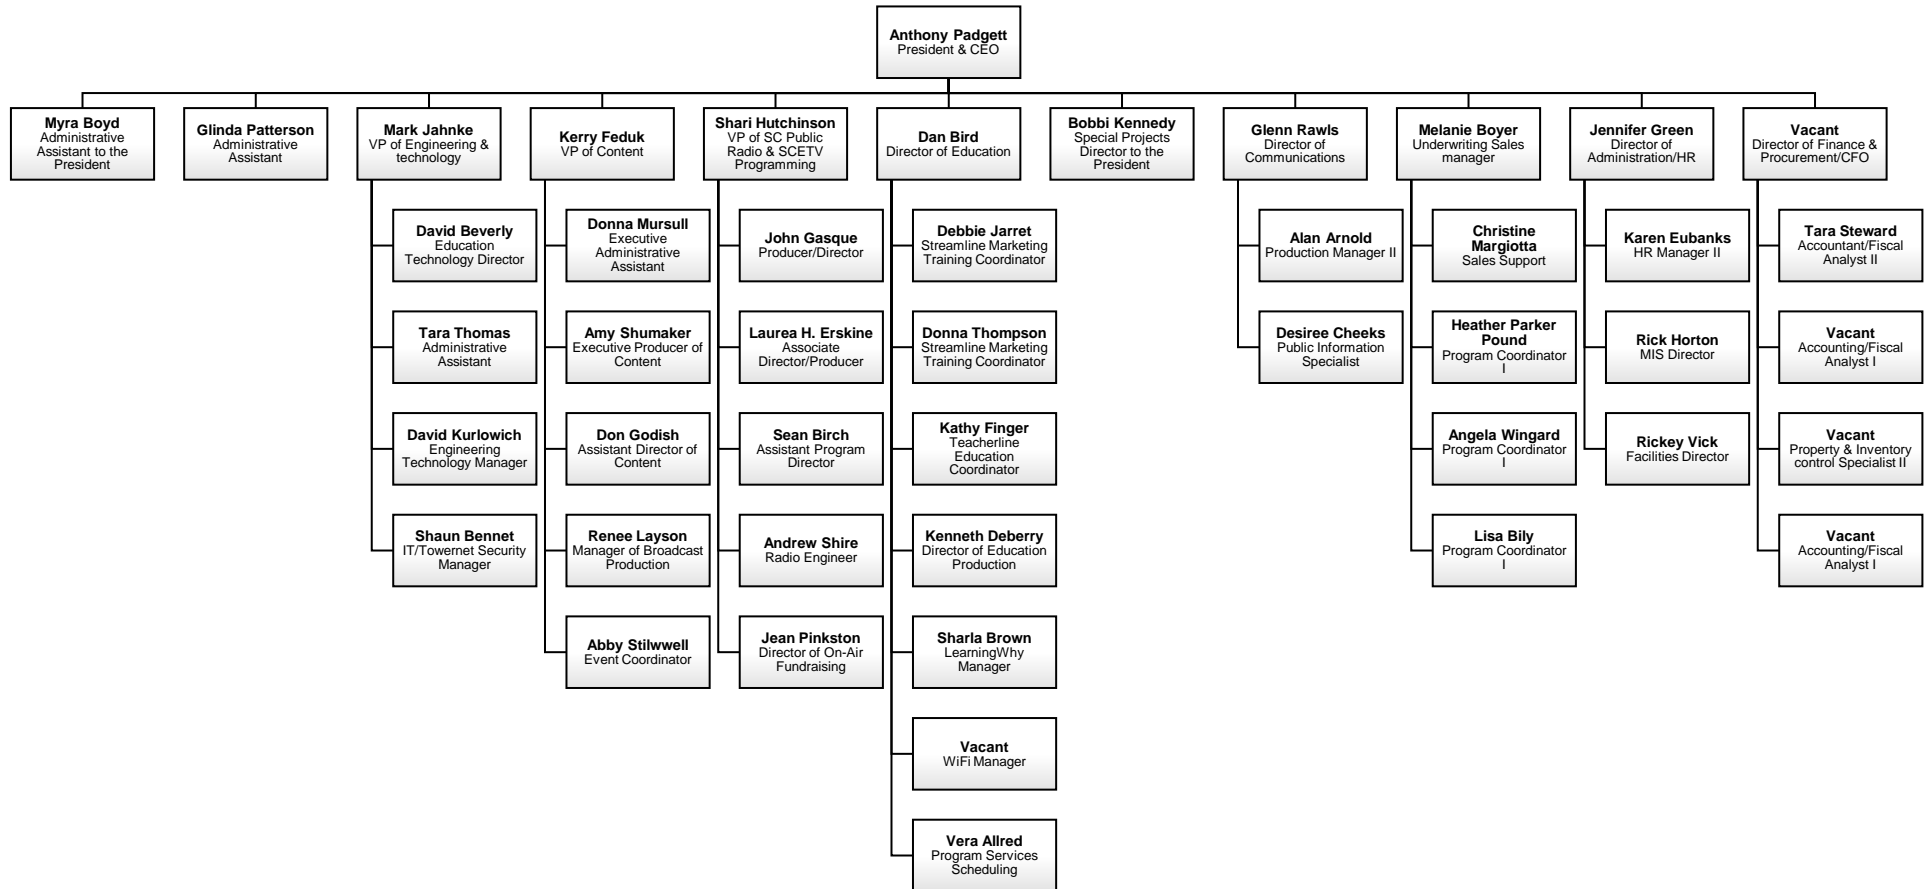 Anthony Padgett
President & CEO
Myra Boyd
Administrative
Assistant to the
President
Glinda Patterson
Administrative
Assistant
Mark Jahnke
VP of Engineering &
technology
Kerry Feduk
VP of Content
Shari Hutchinson
VP of SC Public
Radio & SCETV
Programming
Dan Bird
Director of Education
Bobbi Kennedy
Special Projects
Director to the
President
Glenn Rawls
Director of
Communications
Melanie Boyer
Underwriting Sales
manager
Jennifer Green
Director of
Administration/HR
Vacant
Director of Finance &
Procurement/CFO
David Beverly
Education
Technology Director
Donna Mursull
Executive
Administrative
Assistant
John Gasque
Producer/Director
Debbie Jarret
Streamline Marketing
Training Coordinator
Alan Arnold
Production Manager II
Christine
Margiotta
Sales Support
Karen Eubanks
HR Manager II
Tara Steward
Accountant/Fiscal
Analyst II
Tara Thomas
Administrative
Assistant
Amy Shumaker
Executive Producer of
Content
Laurea H. Erskine
Associate
Director/Producer
Donna Thompson
Streamline Marketing
Training Coordinator
Desiree Cheeks
Public Information
Specialist
Heather Parker
Pound
Program Coordinator
I
Rick Horton
MIS Director
Vacant
Accounting/Fiscal
Analyst I
David Kurlowich
Engineering
Technology Manager
Don Godish
Assistant Director of
Content
Sean Birch
Assistant Program
Director
Kathy Finger
Teacherline
Education
Coordinator
Angela Wingard
Program Coordinator
I
Rickey Vick
Facilities Director
Vacant
Property & Inventory
control Specialist II
Shaun Bennet
IT/Towernet Security
Manager
Renee Layson
Manager of Broadcast
Production
Andrew Shire
Radio Engineer
Kenneth Deberry
Director of Education
Production
Lisa Bily
Program Coordinator
I
Vacant
Accounting/Fiscal
Analyst I
Abby Stilwwell
Event Coordinator
Jean Pinkston
Director of On-Air
Fundraising
Sharla Brown
LearningWhy
Manager
Vacant
WiFi Manager
Vera Allred
Program Services
Scheduling